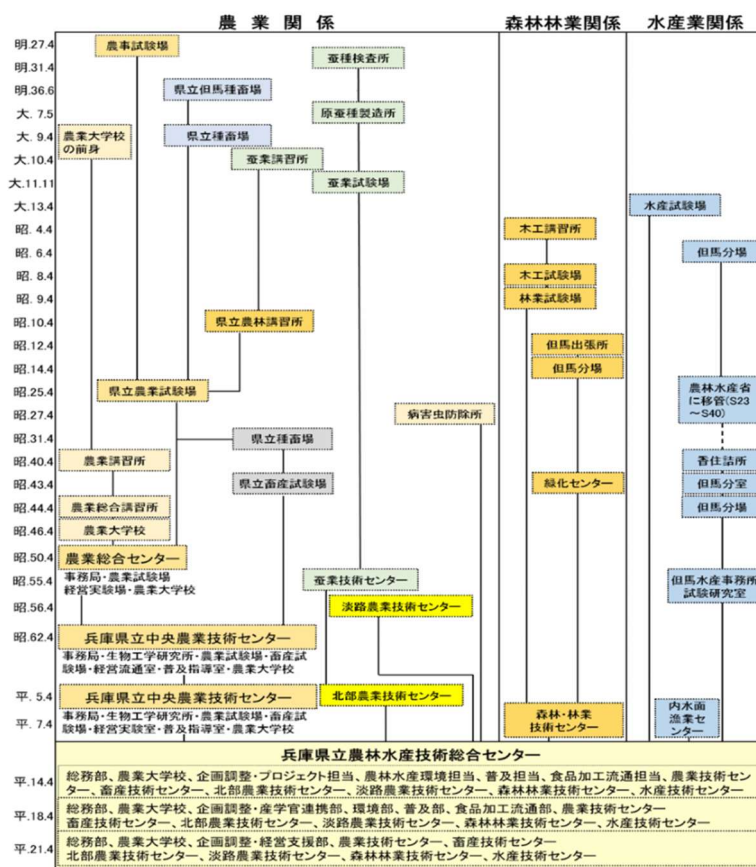 農業関係 森林林業関係 水産業関係
明.27.4 農事試験場
明.31.4 蚕種検査所
明.36.6 県立但馬種畜場
大. 7.5 原蚕種製造所
大. 9.4 農業大学校の前身 県立種畜場
大.10.4 蚕業講習所
大.11.11 蚕業試験場
大.13.4 水産試験場
昭. 4.4 木工講習所
昭. 6.4 但馬分場
昭. 8.4 木工試験場
昭. 9.4 林業試験場
昭.10.4 県立農林講習所
昭.12.4 但馬出張所
昭.14.4 但馬分場
昭.25.4 県立農業試験場 農林水産省に移管(S23～S40)
昭.27.4 病害虫防除所
昭.31.4 県立種畜場
昭.40.4 農業講習所 香住詰所
昭.43.4 県立畜産試験場 緑化センター 但馬分室
昭.44.4 農業総合講習所 但馬分場
昭.46.4 農業大学校
昭.50.4 農業総合センター
事務局・農業試験場
経営実験場・農業大学校
昭.55.4 蚕業技術センター 但馬水産事務所試験研究室
昭.56.4 淡路農業技術センター
昭.62.4 兵庫県立中央農業技術センター
事務局・生物工学研究所・農業試験場・畜産試
験場・経営流通室・普及指導室・農業大学校
平. 5.4 兵庫県立中央農業技術センター 北部農業技術センター
事務局・生物工学研究所・農業試験場・畜産試
験場・経営実験室・普及指導室・農業大学校
平. 7.4 森林・林業技術センター 内水面漁業センター
兵庫県立農林水産技術総合センター
平.14.4 総務部、農業大学校、企画調整・プロジェクト担当、農林水産環境担当、普及担当、食品加工流通担当、農業技術セン
ター、畜産技術センター、北部農業技術センター、淡路農業技術センター、森林林業技術センター、水産技術センター
平.18.4 総務部、農業大学校、企画調整・産学官連携部、環境部、普及部、食品加工流通部、農業技術センター
畜産技術センター、北部農業技術センター、淡路農業技術センター、森林林業技術センター、水産技術センター
平.21.4 総務部、農業大学校、企画調整・経営支援部、農業技術センター、畜産技術センター
北部農業技術センター、淡路農業技術センター、森林林業技術センター、水産技術センター